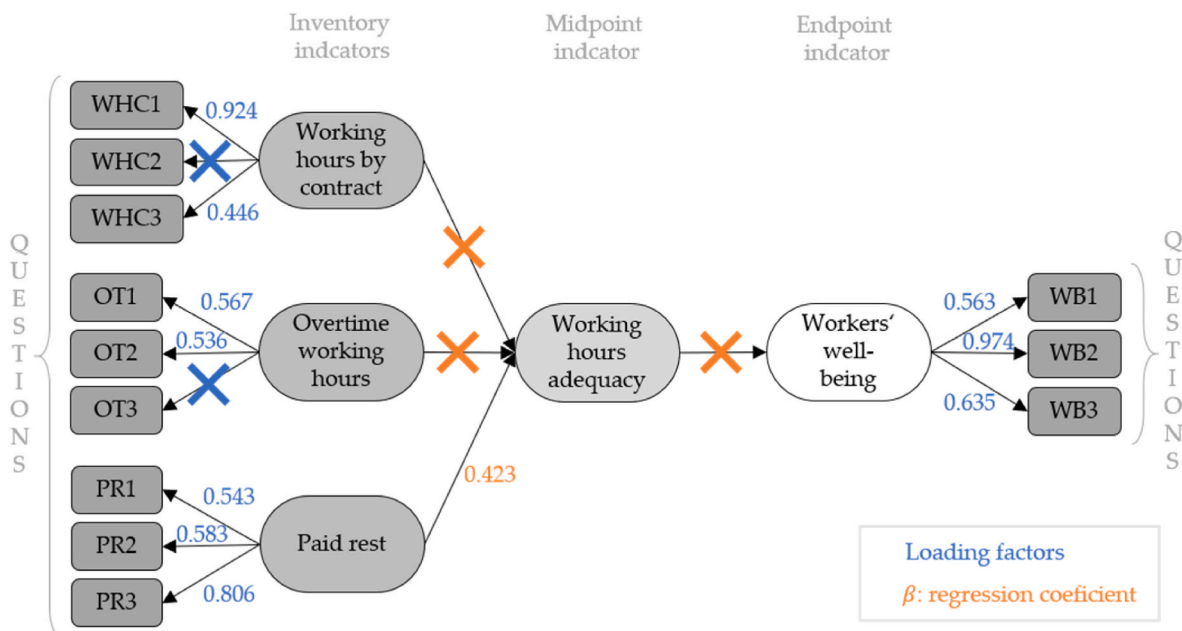 Inventory
indcators
Midpoint
indcator
Endpoint
indcator
QUESTIONS
WHC1
0.924
WHC2
WHC3
0.446
Working
hours by
contract
OT1
0.567
OT2
0.536
OT3
Overtime
working
hours
PR1
0.543
PR2
0.583
PR3
0.806
Paid rest
0.423
Working
hours
adequacy
Workers‘
well-
being
0.563
WB1
0.974
WB2
0.635
WB3
QUESTIONS
Loading factors
β: regression coeficient